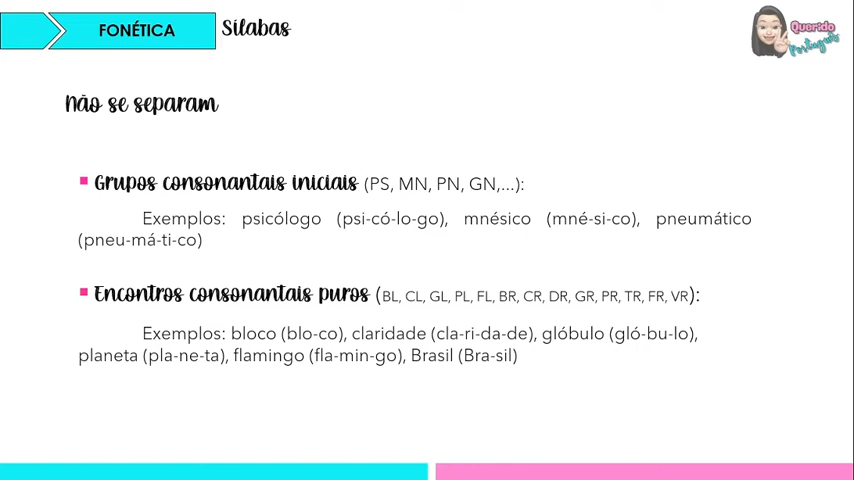 FONÉTICA
Sílabas
Querido
Português
Não se separam
Grupos consonantais iniciais (PS, MN, PN, GN,...):
Exemplos: psicólogo (psi-có-lo-go), mnésico (mné-si-co), pneumático
(pneu-má-ti-co)
Encontros consonantais puros (BL, CL, GL, PL, FL, BR, CR, DR, GR, PR, TR, FR, VR):
Exemplos: bloco (blo-co), claridade (cla-ri-da-de), glóbulo (gló-bu-lo),
planeta (pla-ne-ta), flamingo (fla-min-go), Brasil (Bra-sil)